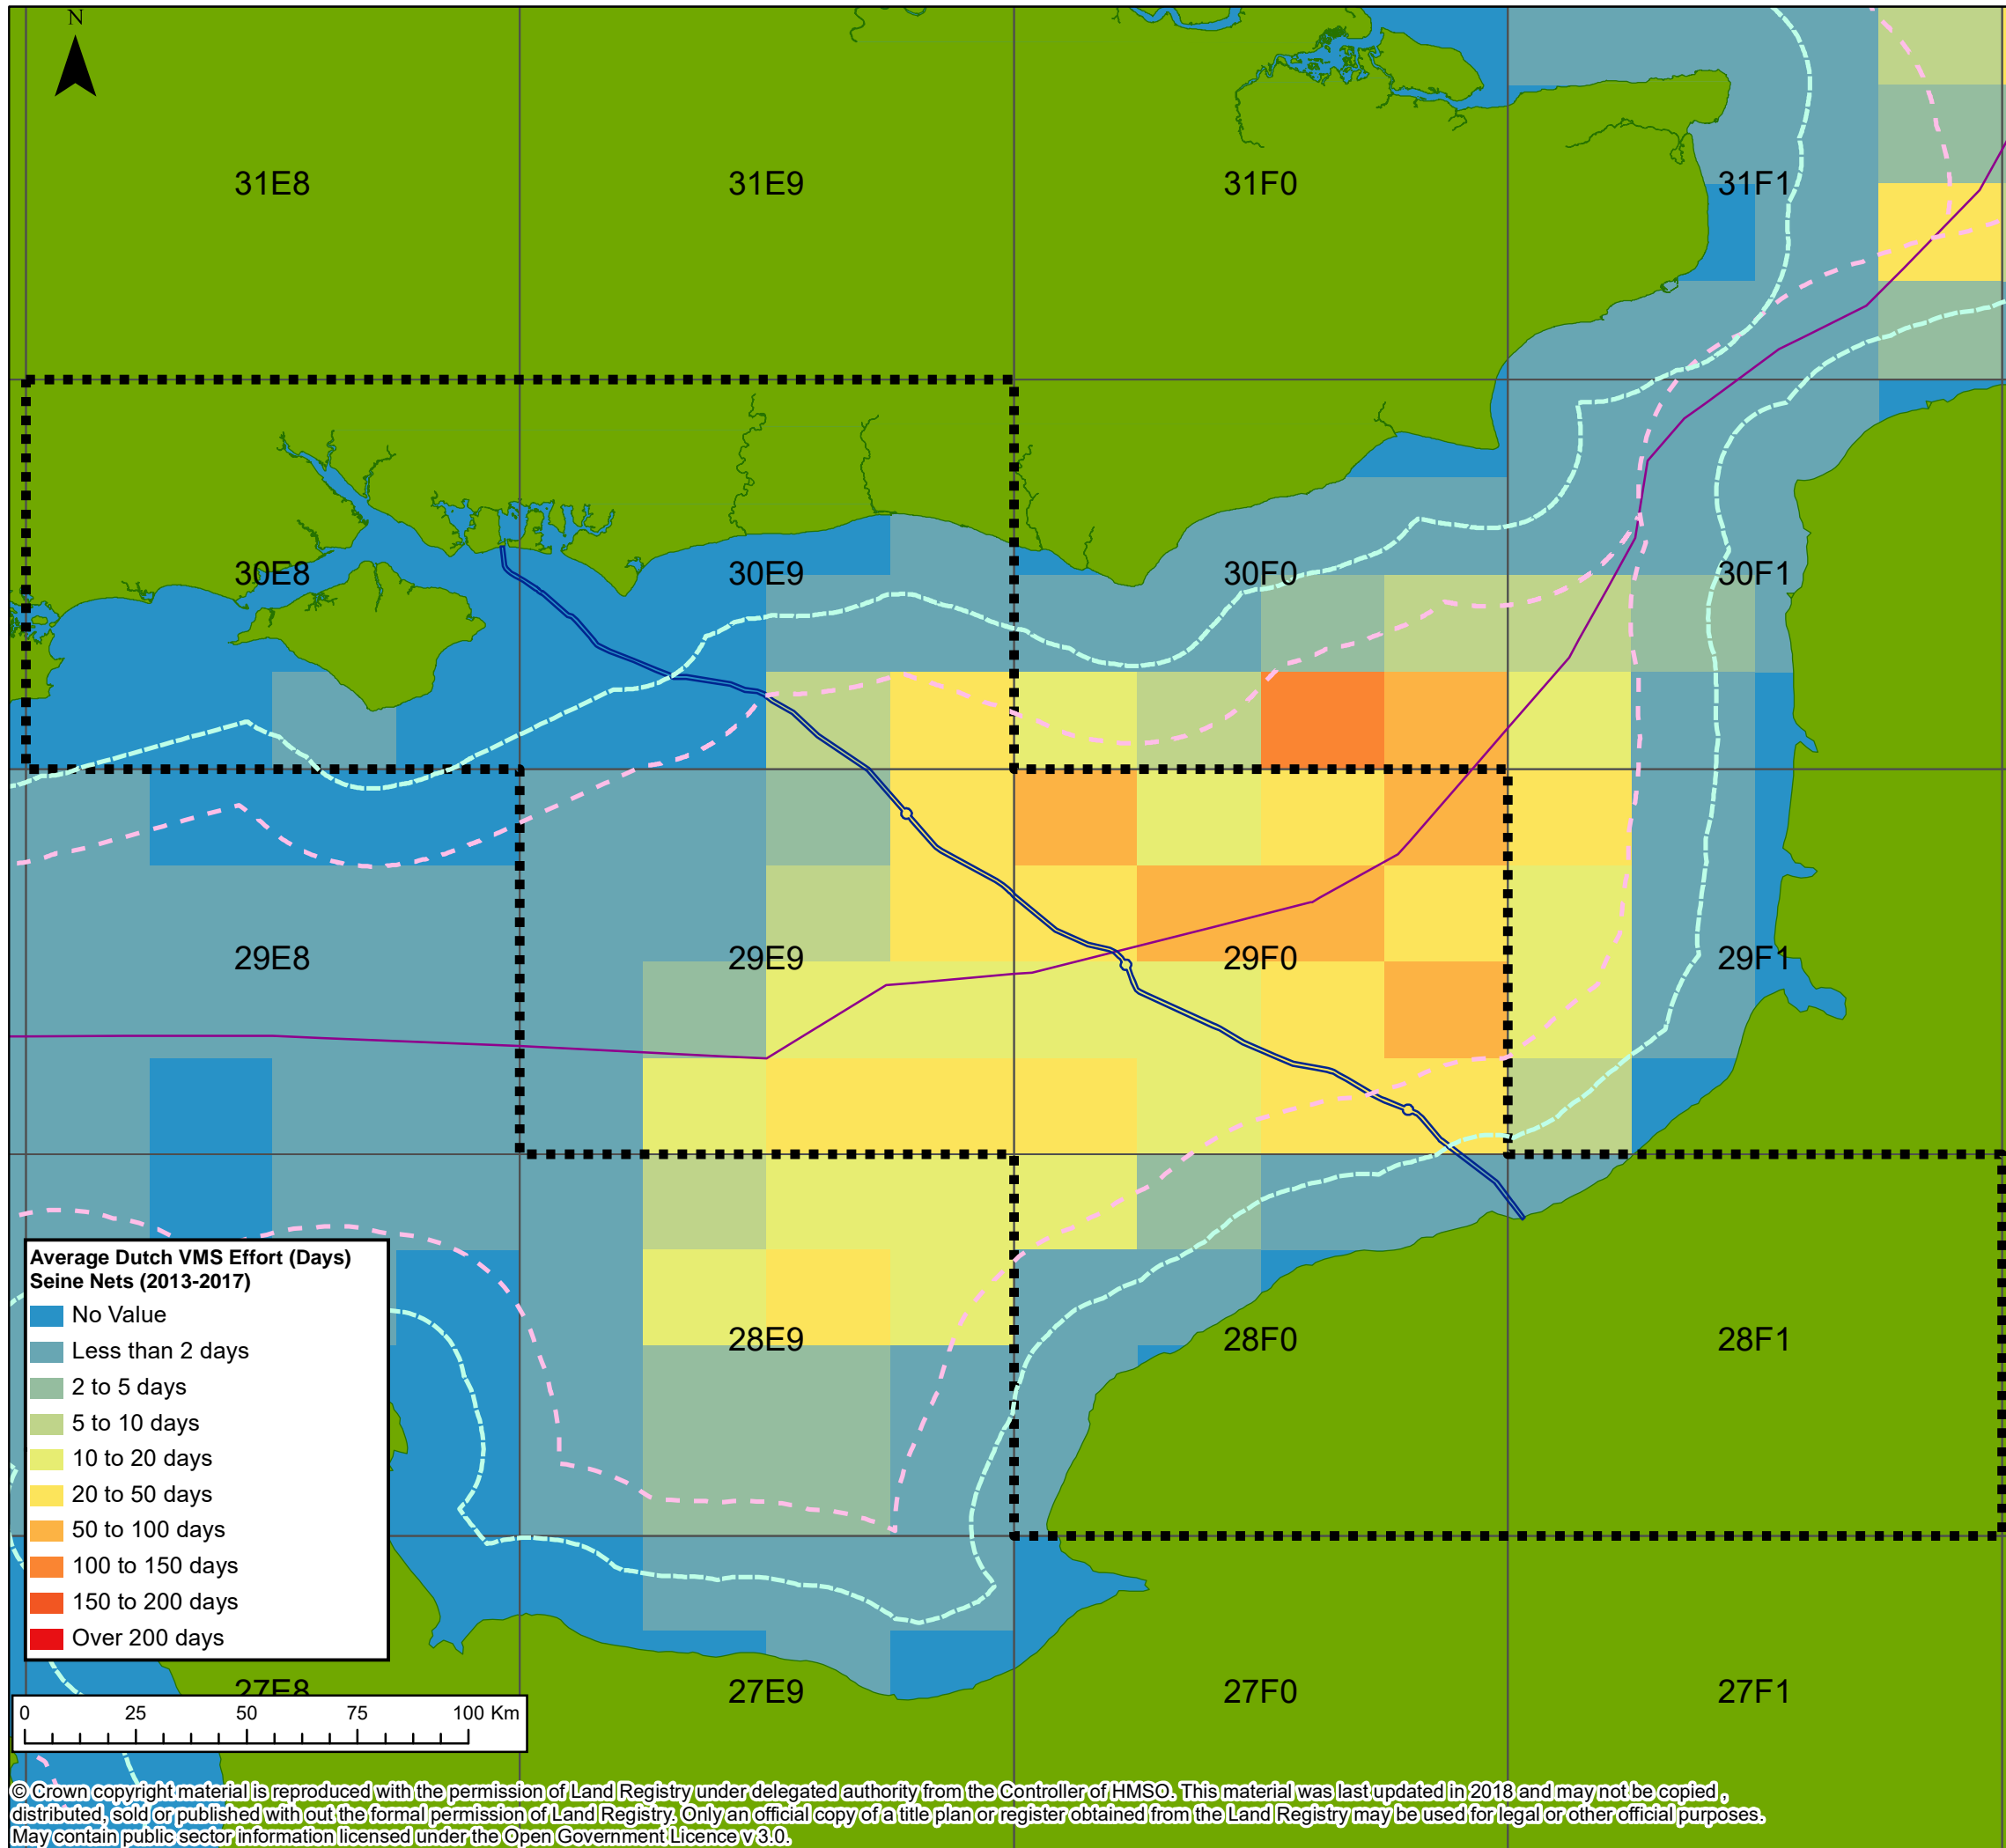 N
31E8
31E9
31F0
31F1
30E8
30E9
30F0
30F1
29E8
29E9
29F0
29F1
28E9
28F0
28F1
Average Dutch VMS Effort (Days)
Seine Nets (2013-2017)
No Value
Less than 2 days
2 to 5 days
5 to 10 days
10 to 20 days
20 to 50 days
50 to 100 days
100 to 150 days
150 to 200 days
Over 200 days
27E8
27E9
27F0
27F1
0 25 50 75 100 Km
© Crown copyright material is reproduced with the permission of Land Registry under delegated authority from the Controller of HMSO. This material was last updated in 2018 and may not be copied ,
distributed, sold or published with out the formal permission of Land Registry. Only an official copy of a title plan or register obtained from the Land Registry may be used for legal or other official purposes.
May contain public sector information licensed under the Open Government Licence v 3.0.